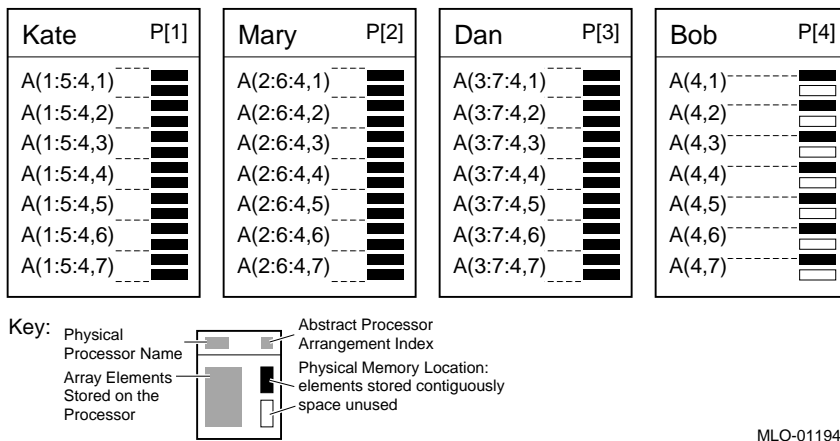 Kate P[1]
A(1:5:4,1)
A(1:5:4,2)
A(1:5:4,3)
A(1:5:4,4)
A(1:5:4,5)
A(1:5:4,6)
A(1:5:4,7)
Mary P[2]
A(2:6:4,1)
A(2:6:4,2)
A(2:6:4,3)
A(2:6:4,4)
A(2:6:4,5)
A(2:6:4,6)
A(2:6:4,7)
Dan P[3]
A(3:7:4,1)
A(3:7:4,2)
A(3:7:4,3)
A(3:7:4,4)
A(3:7:4,5)
A(3:7:4,6)
A(3:7:4,7)
Bob P[4]
A(4,1)
A(4,2)
A(4,3)
A(4,4)
A(4,5)
A(4,6)
A(4,7)
Key:
Physical
Processor Name
Array Elements
Stored on the
Processor
Abstract Processor
Arrangement Index
Physical Memory Location:
elements stored contiguously
space unused
MLO-01194